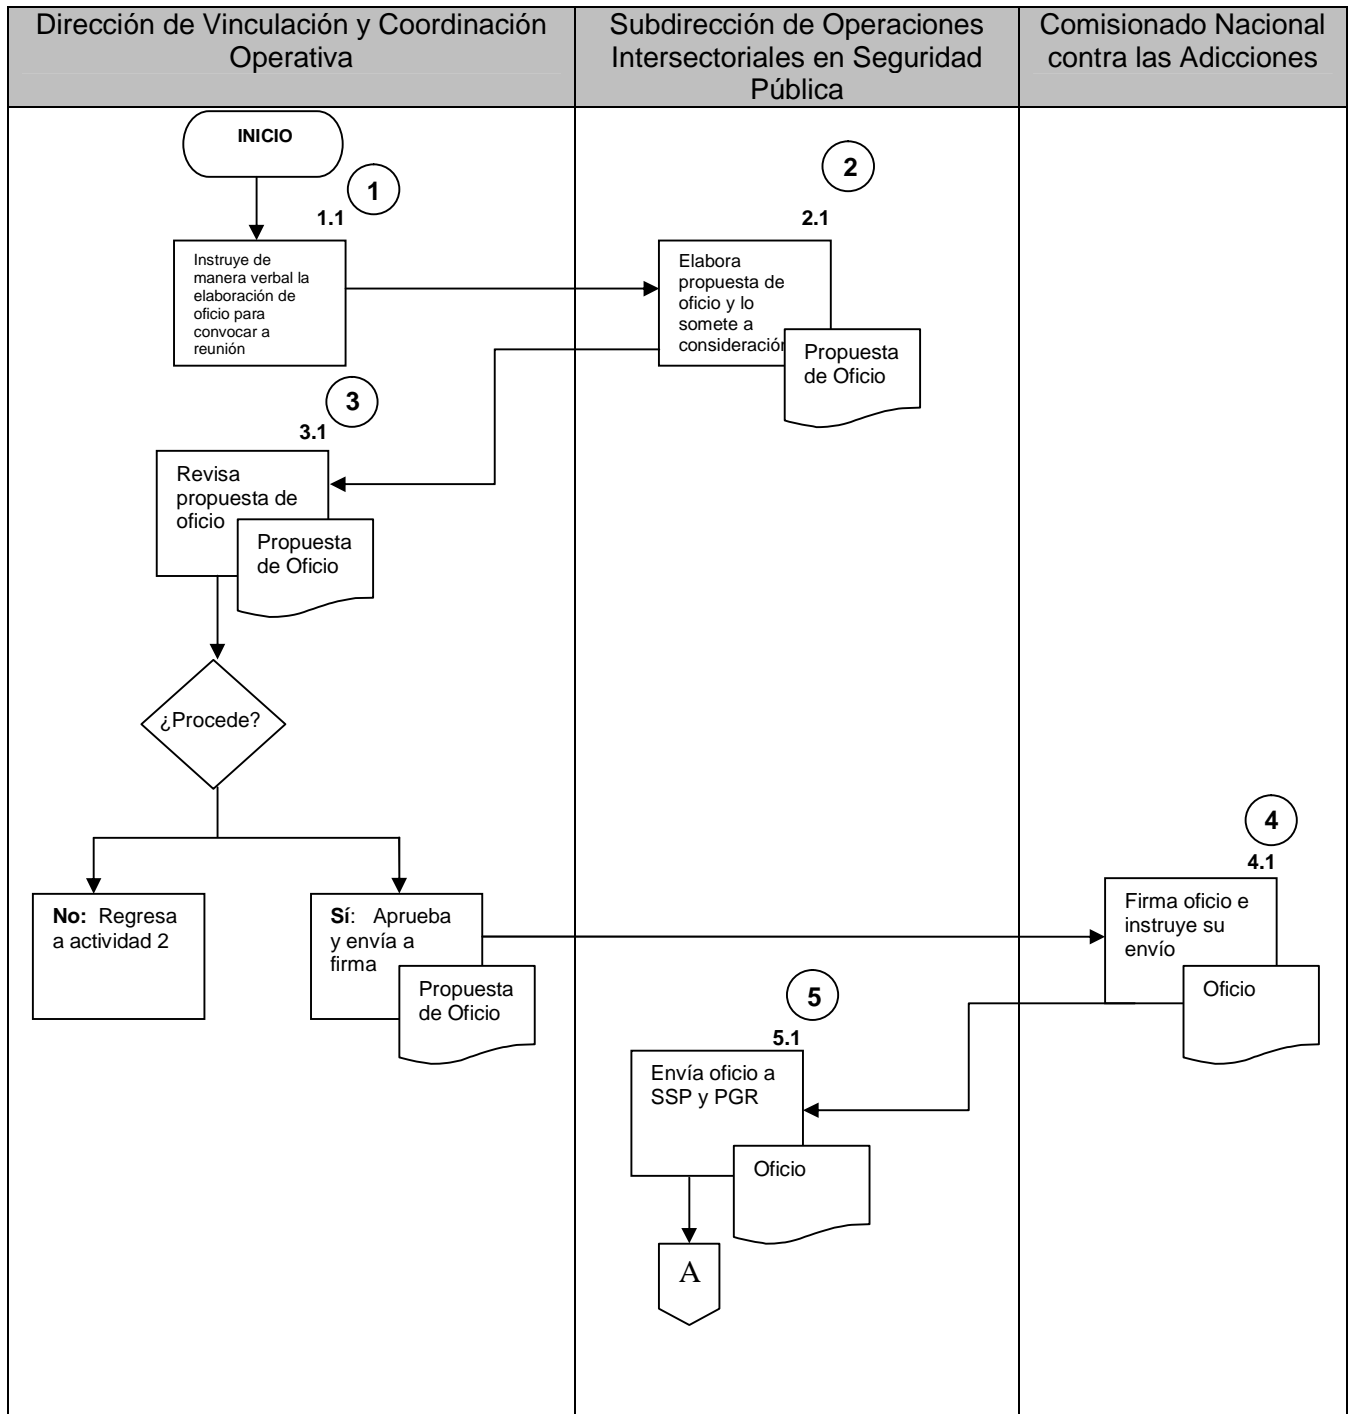 Dirección de Vinculación y Coordinación
Operativa
Subdirección de Operaciones
Intersectoriales en Seguridad
Pública
Comisionado Nacional
contra las Adicciones
INICIO
1
1.1
Instruye de
manera verbal la
elaboración de
oficio para
convocar a
reunión
2
2.1
Elabora
propuesta de
oficio y lo
somete a
consideración
Propuesta
de Oficio
3
3.1
Revisa
propuesta de
oficio
Propuesta
de Oficio
¿Procede?
No: Regresa
a actividad 2
Sí: Aprueba
y envía a
firma
Propuesta
de Oficio
4
4.1
Firma oficio e
instruye su
envío
Oficio
5
5.1
Envía oficio a
SSP y PGR
Oficio
A